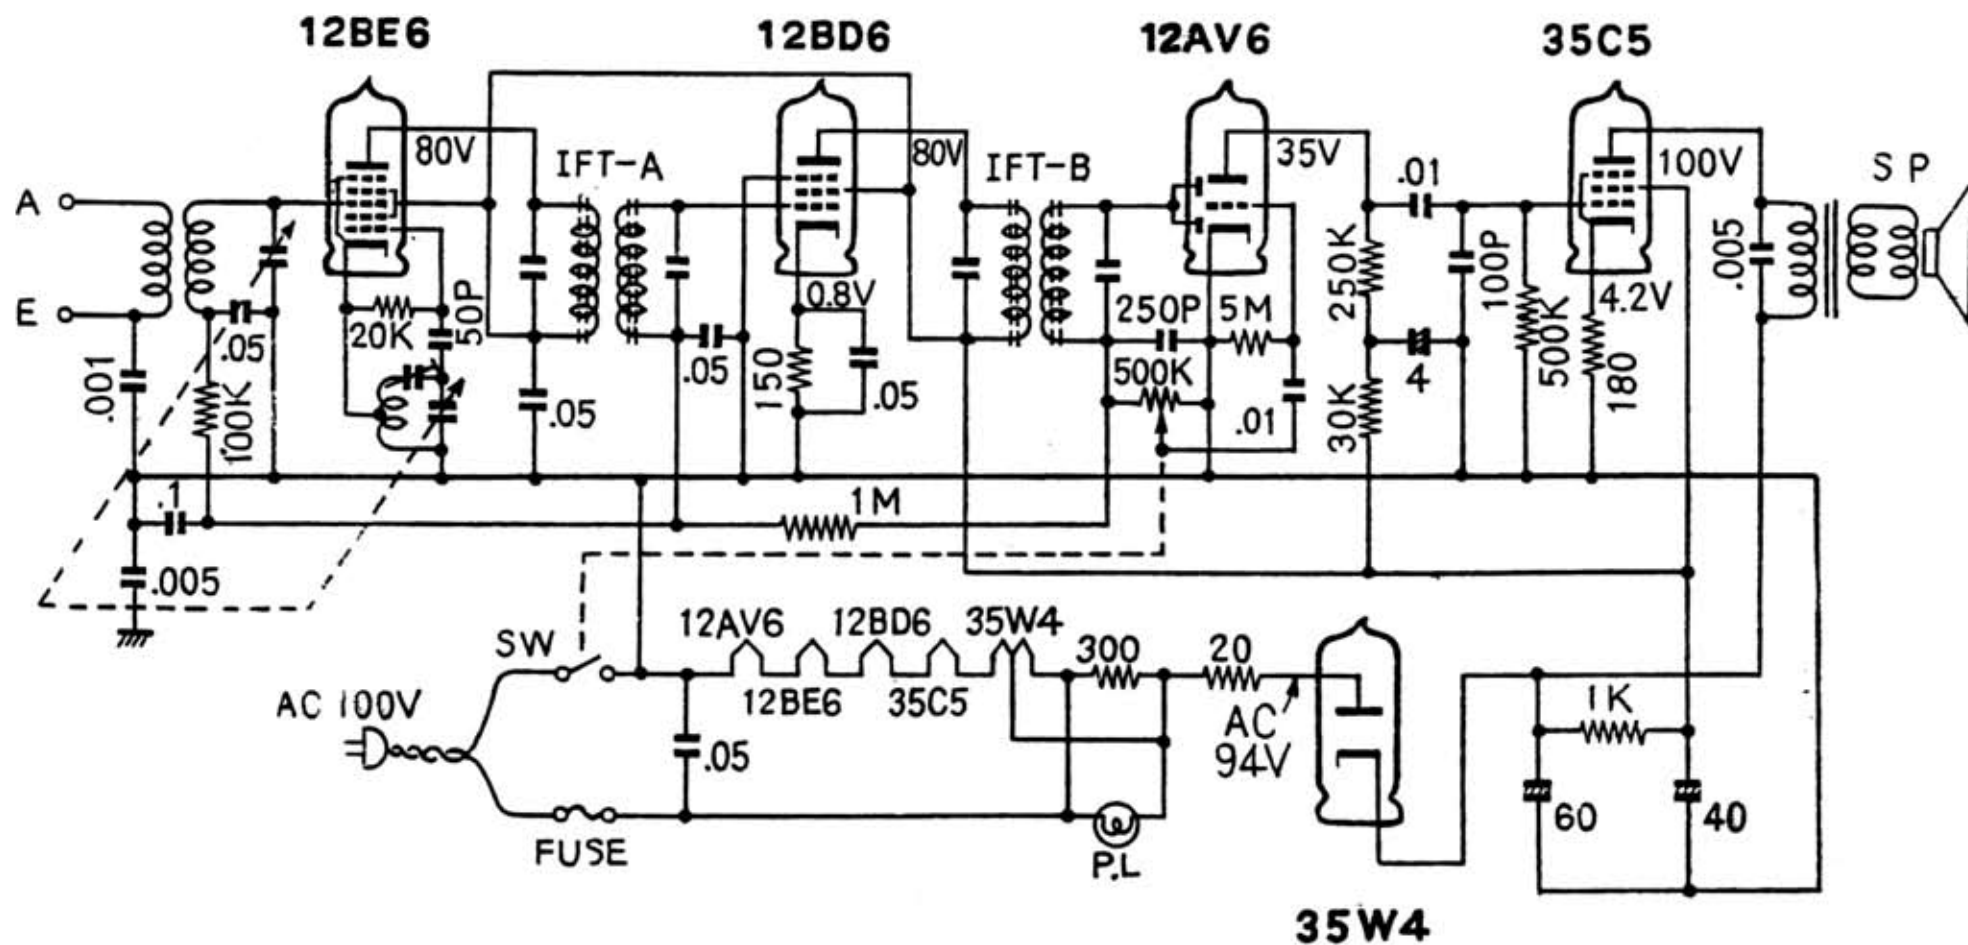 12BE6
12BD6
12AV6
35C5
80V
IFT-A
80V
IFT-B
35V
.01
100V
SP
A
E
.05
20K
50P
0.8V
250P
5M
250K
100P
4.2V
.005
.001
100K
.05
.05
150
.05
500K
.01
30K
4
500K
180
.1
1M
.005
SW
12AV6
12BD6
35W4
300
20
AC 100V
12BE6
35C5
AC
94V
1K
.05
60
40
FUSE
P.L
35W4